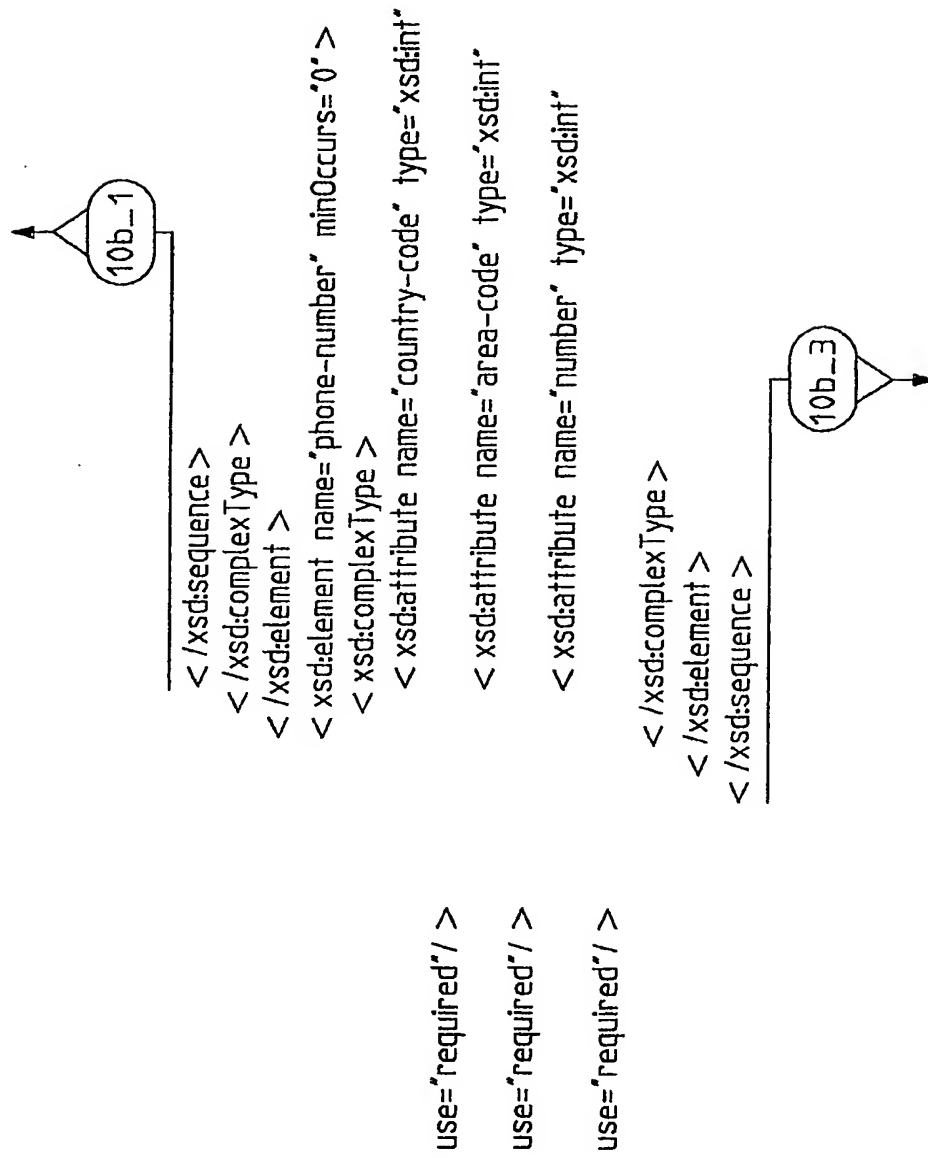 10b_1
</xsd:sequence>
</xsd:complexType>
</xsd:element>
<xsd:element name="phone-number" minOccurs="0">
<xsd:complexType>
<xsd:attribute name="country-code" type="xsd:int"
use="required"/>
<xsd:attribute name="area-code" type="xsd:int"
use="required"/>
<xsd:attribute name="number" type="xsd:int"
use="required"/>
</xsd:complexType>
</xsd:element>
</xsd:sequence>
10b_3